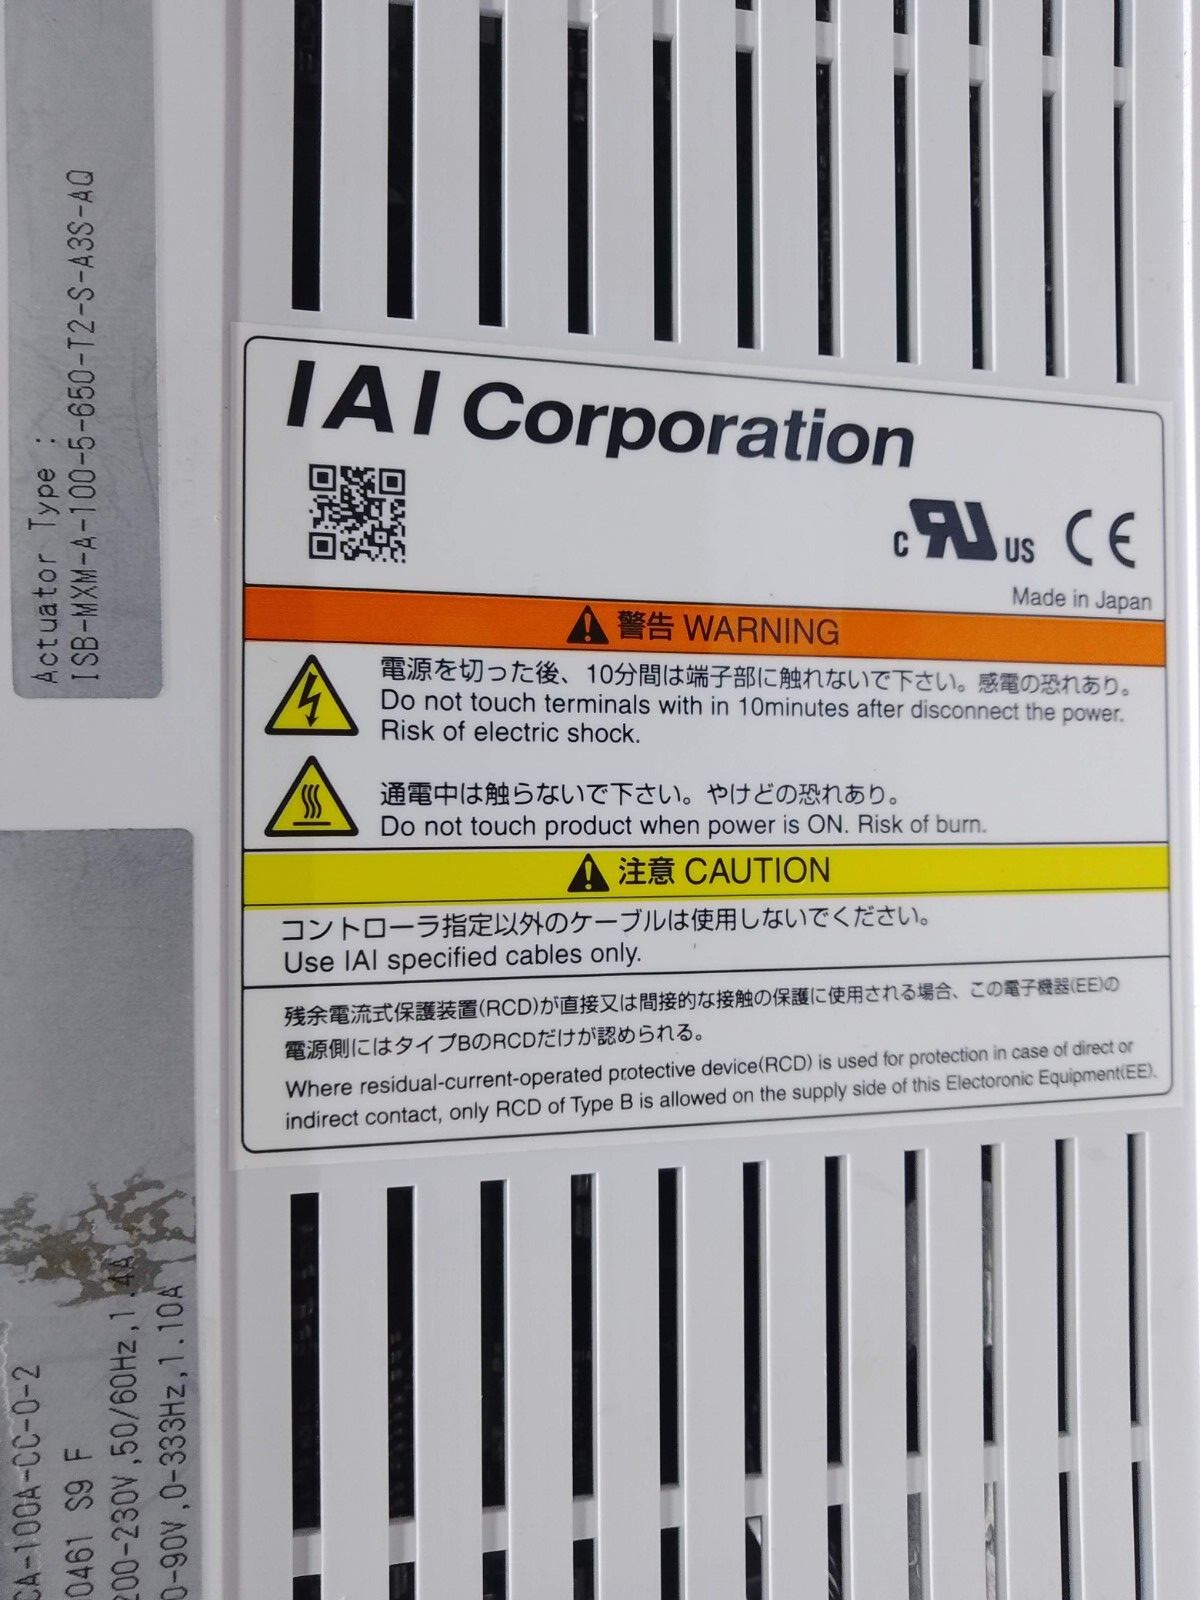 Actuator Type :
ISB-MXM-A-100-5-650-T2-S-A3S-AQ
CA-100A-CC-0-2
0461 S9 F
200-230V,50/60Hz,1.4A
0-90V,0-333Hz,1.10A
IAI Corporation
c RU US CE
Made in Japan
警告 WARNING
電源を切った後、10分間は端子部に触れないで下さい。感電の恐れあり。
Do not touch terminals with in 10minutes after disconnect the power.
Risk of electric shock.
通電中は触らないで下さい。やけどの恐れあり。
Do not touch product when power is ON. Risk of burn.
注意 CAUTION
コントローラ指定以外のケーブルは使用しないでください。
Use IAI specified cables only.
残余電流式保護装置(RCD)が直接又は間接的な接触の保護に使用される場合、この電子機器(EE)の
電源側にはタイプBのRCDだけが認められる。
Where residual-current-operated protective device(RCD) is used for protection in case of direct or
indirect contact, only RCD of Type B is allowed on the supply side of this Electoronic Equipment(EE).